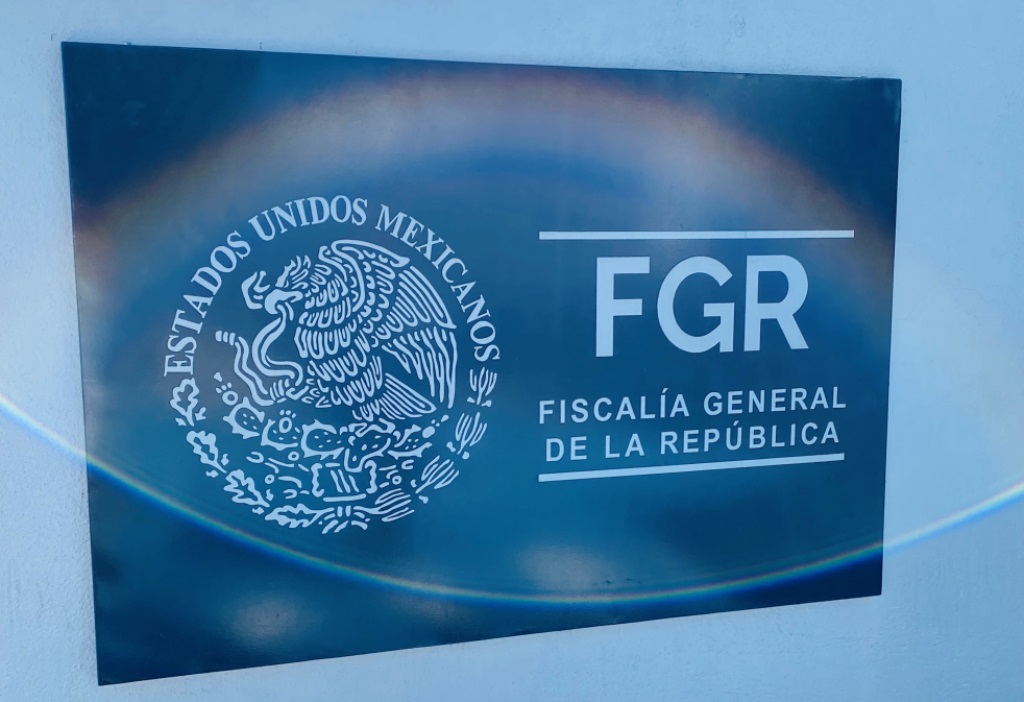 ESTADOS UNIDOS MEXICANOS
FGR
FISCALÍA GENERAL
DE LA REPÚBLICA